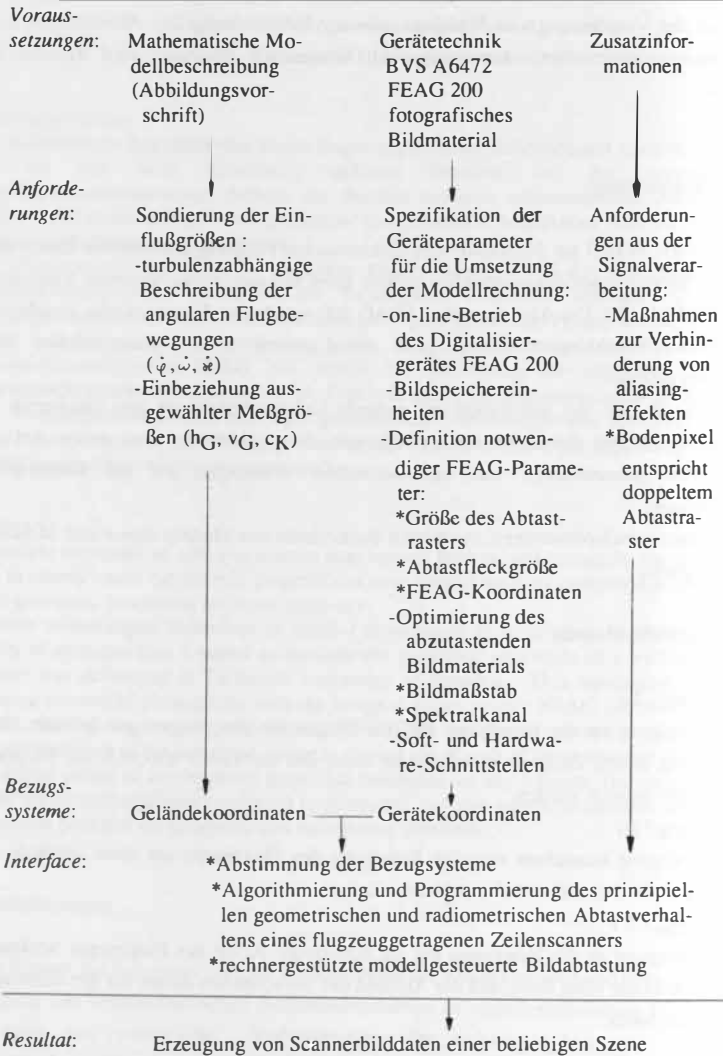 Voraus-
setzungen:
Mathematische Mo-
dellbeschreibung
(Abbildungsvor-
schrift)
Gerätetechnik
BVS A6472
FEAG 200
fotografisches
Bildmaterial
Zusatzinfor-
mationen
Anforde-
rungen:
Sondierung der Ein-
flußgrößen :
-turbulenzabhängige
Beschreibung der
angularen Flugbe-
wegungen
(φ̇, ω̇, ϰ̇)
-Einbeziehung aus-
gewählter Meßgrö-
ßen (hG, vG, cK)
Spezifikation der
Geräteparameter
für die Umsetzung
der Modellrechnung:
-on-line-Betrieb
des Digitalisier-
gerätes FEAG 200
-Bildspeicherein-
heiten
-Definition notwen-
diger FEAG-Parame-
ter:
*Größe des Abtast-
rasters
*Abtastfleckgröße
*FEAG-Koordinaten
-Optimierung des
abzutastenden
Bildmaterials
*Bildmaßstab
*Spektralkanal
-Soft- und Hardwa-
re-Schnittstellen
Anforderun-
gen aus der
Signalverar-
beitung:
-Maßnahmen
zur Verhin-
derung von
aliasing-
Effekten
*Bodenpixel
entspricht
doppeltem
Abtastra-
ster
Bezugs-
systeme:
Geländekoordinaten
Gerätekoordinaten
Interface:
*Abstimmung der Bezugsysteme
*Algorithmierung und Programmierung des prinzipiel-
len geometrischen und radiometrischen Abtastverhal-
tens eines flugzeuggetragenen Zeilenscanners
*rechnergestützte modellgesteuerte Bildabtastung
Resultat:
Erzeugung von Scannerbilddaten einer beliebigen Szene